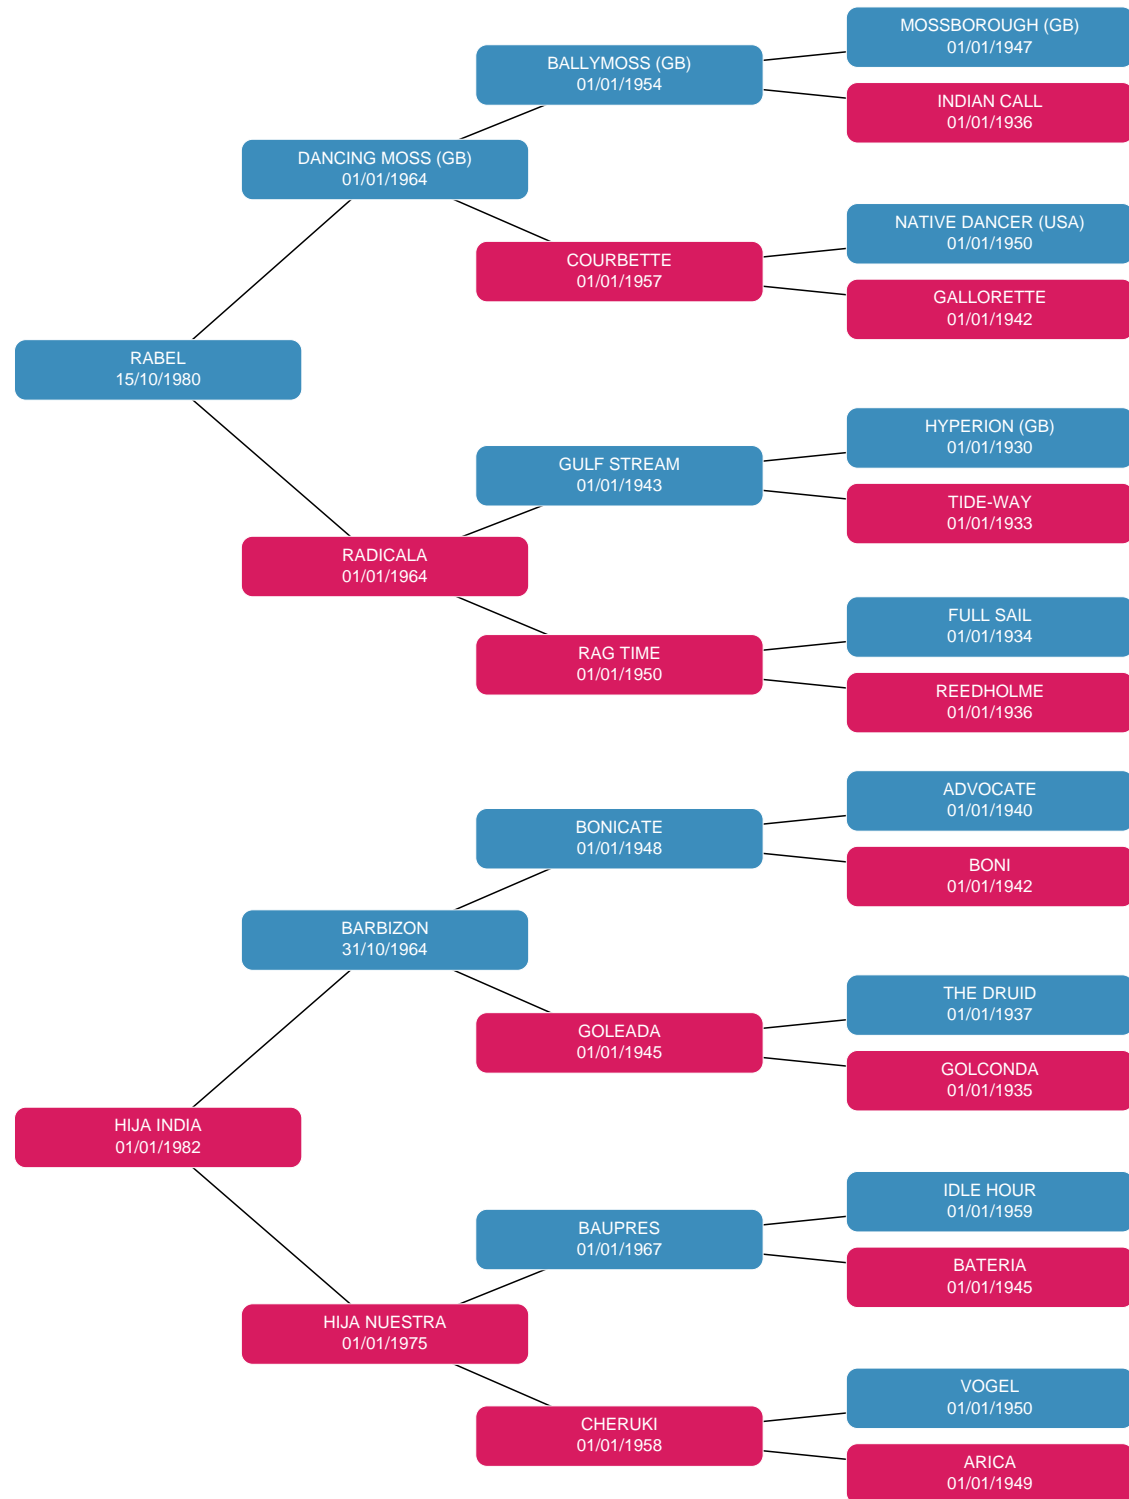 MOSSBOROUGH (GB)
01/01/1947
BALLYMOSS (GB)
01/01/1954
INDIAN CALL
01/01/1936
DANCING MOSS (GB)
01/01/1964
NATIVE DANCER (USA)
01/01/1950
COURBETTE
01/01/1957
GALLORETTE
01/01/1942
RABEL
15/10/1980
HYPERION (GB)
01/01/1930
GULF STREAM
01/01/1943
TIDE-WAY
01/01/1933
RADICALA
01/01/1964
FULL SAIL
01/01/1934
RAG TIME
01/01/1950
REEDHOLME
01/01/1936
ADVOCATE
01/01/1940
BONICATE
01/01/1948
BONI
01/01/1942
BARBIZON
31/10/1964
THE DRUID
01/01/1937
GOLEADA
01/01/1945
GOLCONDA
01/01/1935
HIJA INDIA
01/01/1982
IDLE HOUR
01/01/1959
BAUPRES
01/01/1967
BATERIA
01/01/1945
HIJA NUESTRA
01/01/1975
VOGEL
01/01/1950
CHERUKI
01/01/1958
ARICA
01/01/1949